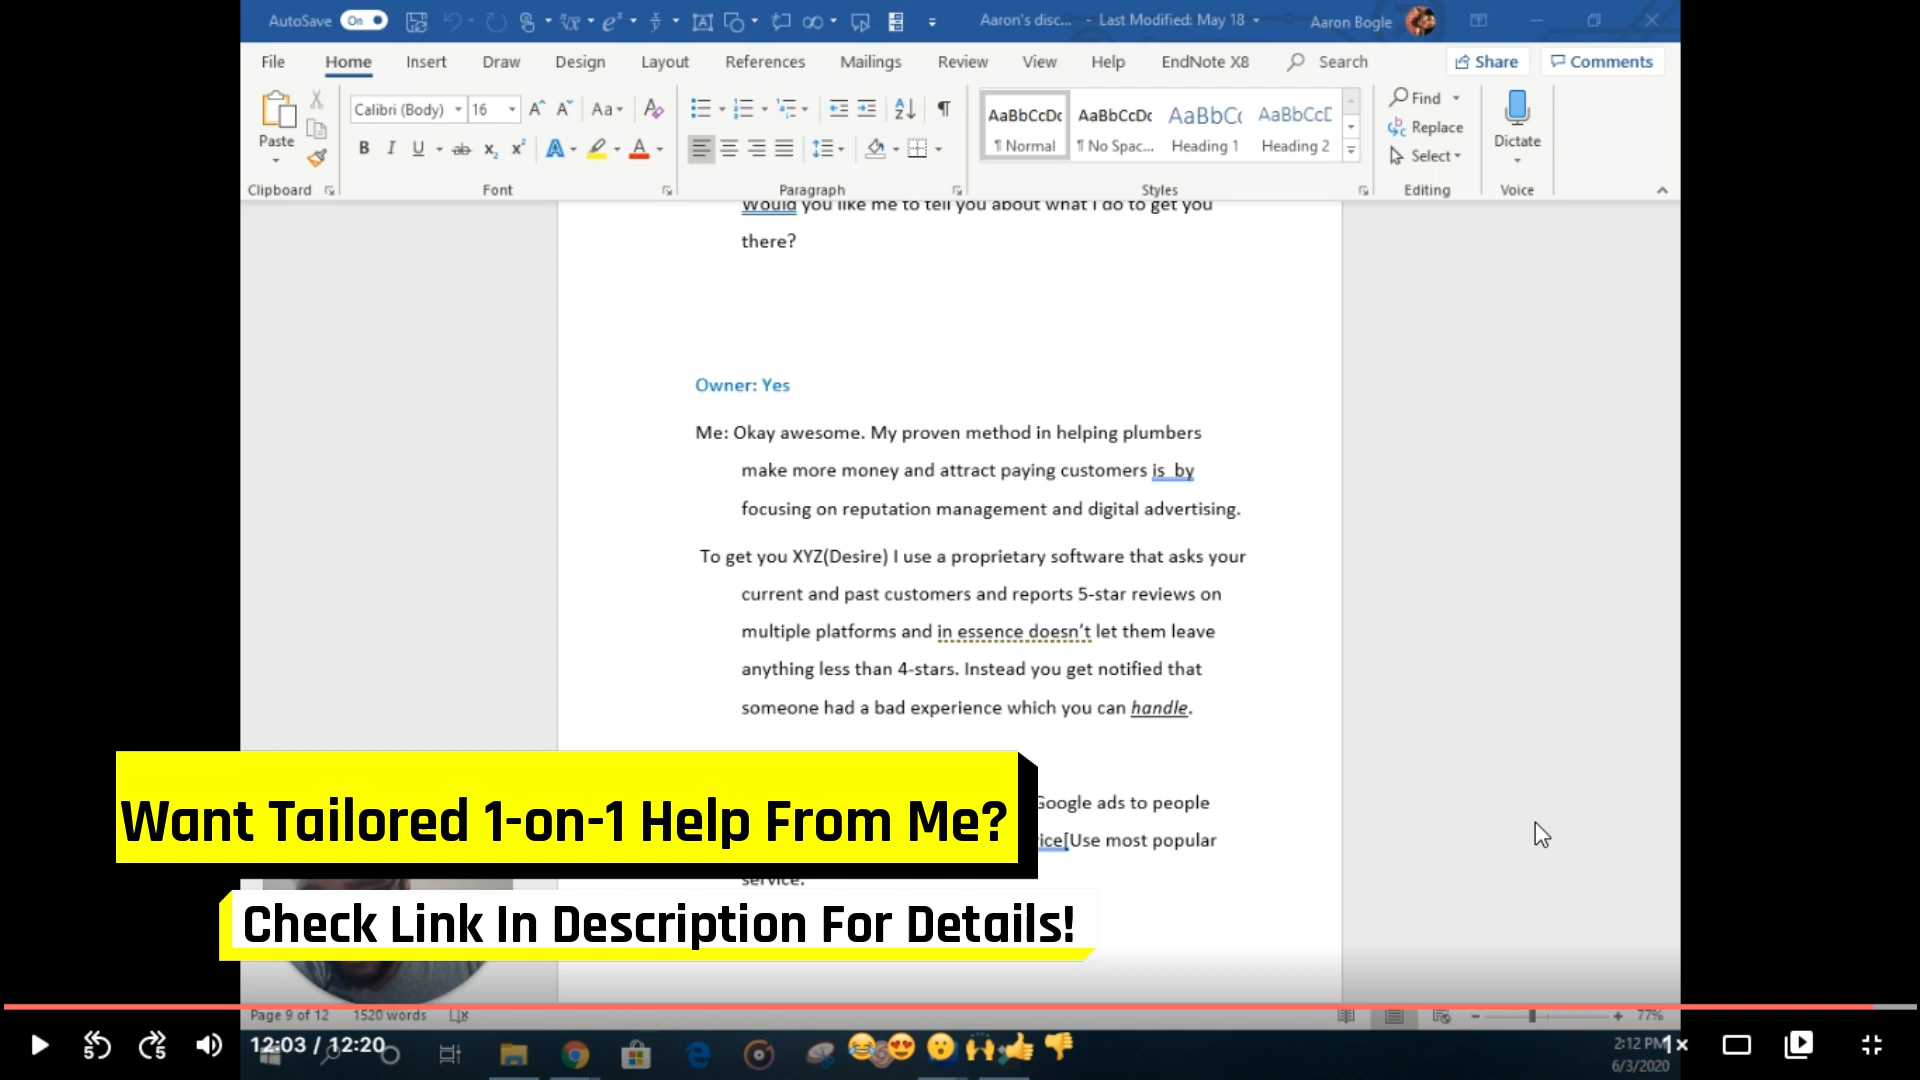 AutoSave On Aaron's disc... - Last Modified: May 18 Aaron Bogle
File Home Insert Draw Design Layout References Mailings Review View Help EndNote X8 Search Share Comments
Calibri (Body) 16 Aa AaBbCcDc AaBbCcDc AaBbC AaBbCcD Find
Paste Replace Dictate
B I U ab x₂ x² A A ¶ Normal ¶ No Spac... Heading 1 Heading 2 Select
Clipboard Font Paragraph Styles Editing Voice
Would you like me to tell you about what I do to get you
there?
Owner: Yes
Me: Okay awesome. My proven method in helping plumbers
make more money and attract paying customers is  by
focusing on reputation management and digital advertising.
To get you XYZ(Desire) I use a proprietary software that asks your
current and past customers and reports 5-star reviews on
multiple platforms and in essence doesn't let them leave
anything less than 4-stars. Instead you get notified that
someone had a bad experience which you can handle.
Google ads to people
Use most popular
service.
Want Tailored 1-on-1 Help From Me?
Check Link In Description For Details!
Page 9 of 12 1520 words 77%
5 5 12:03 / 12:20 2:12 PM 1×
6/3/2020